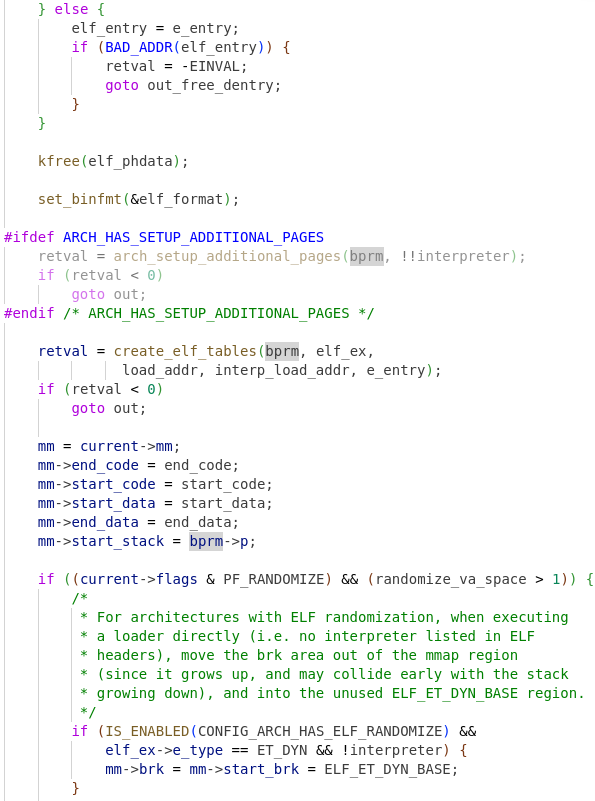 } else {
elf_entry = e_entry;
if (BAD_ADDR(elf_entry)) {
retval = -EINVAL;
goto out_free_dentry;
}
}
kfree(elf_phdata);
set_binfmt(&elf_format);
#ifdef ARCH_HAS_SETUP_ADDITIONAL_PAGES
retval = arch_setup_additional_pages(bprm, !!interpreter);
if (retval < 0)
goto out;
#endif /* ARCH_HAS_SETUP_ADDITIONAL_PAGES */
retval = create_elf_tables(bprm, elf_ex,
load_addr, interp_load_addr, e_entry);
if (retval < 0)
goto out;
mm = current->mm;
mm->end_code = end_code;
mm->start_code = start_code;
mm->start_data = start_data;
mm->end_data = end_data;
mm->start_stack = bprm->p;
if ((current->flags & PF_RANDOMIZE) && (randomize_va_space > 1)) {
/*
* For architectures with ELF randomization, when executing
* a loader directly (i.e. no interpreter listed in ELF
* headers), move the brk area out of the mmap region
* (since it grows up, and may collide early with the stack
* growing down), and into the unused ELF_ET_DYN_BASE region.
*/
if (IS_ENABLED(CONFIG_ARCH_HAS_ELF_RANDOMIZE) &&
elf_ex->e_type == ET_DYN && !interpreter) {
mm->brk = mm->start_brk = ELF_ET_DYN_BASE;
}